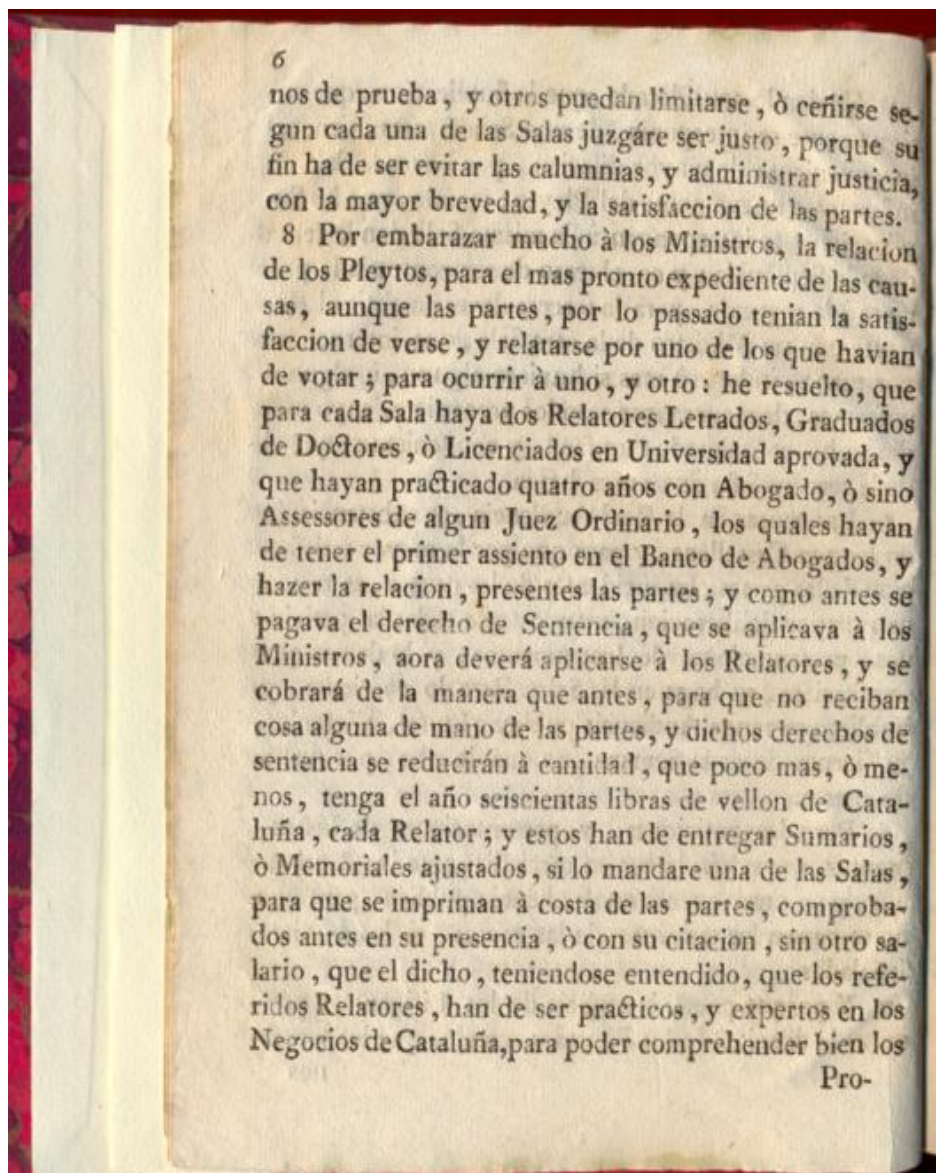 6
nos de prueba, y otros puedan limitarse, ò ceñirse se-
gun cada una de las Salas juzgáre ser justo, porque su
fin ha de ser evitar las calumnias, y administrar justicia,
con la mayor brevedad, y la satisfaccion de las partes.
8 Por embarazar mucho à los Ministros, la relacion
de los Pleytos, para el mas pronto expediente de las cau-
sas, aunque las partes, por lo passado tenian la satis-
faccion de verse, y relatarse por uno de los que havian
de votar; para ocurrir à uno, y otro: he resuelto, que
para cada Sala haya dos Relatores Letrados, Graduados
de Doctores, ò Licenciados en Universidad aprovada, y
que hayan practicado quatro años con Abogado, ò sino
Assessores de algun Juez Ordinario, los quales hayan
de tener el primer assiento en el Banco de Abogados, y
hazer la relacion, presentes las partes; y como antes se
pagava el derecho de Sentencia, que se aplicava à los
Ministros, aora deverá aplicarse à los Relatores, y se
cobrará de la manera que antes, para que no reciban
cosa alguna de mano de las partes, y dichos derechos de
sentencia se reducirán à cantidad, que poco mas, ò me-
nos, tenga el año seiscientas libras de vellon de Cata-
luña, cada Relator; y estos han de entregar Sumarios,
ò Memoriales ajustados, si lo mandare una de las Salas,
para que se impriman à costa de las partes, comproba-
dos antes en su presencia, ò con su citacion, sin otro sa-
lario, que el dicho, teniendose entendido, que los refe-
ridos Relatores, han de ser practicos, y expertos en los
Negocios de Cataluña, para poder comprehender bien los
Pro-